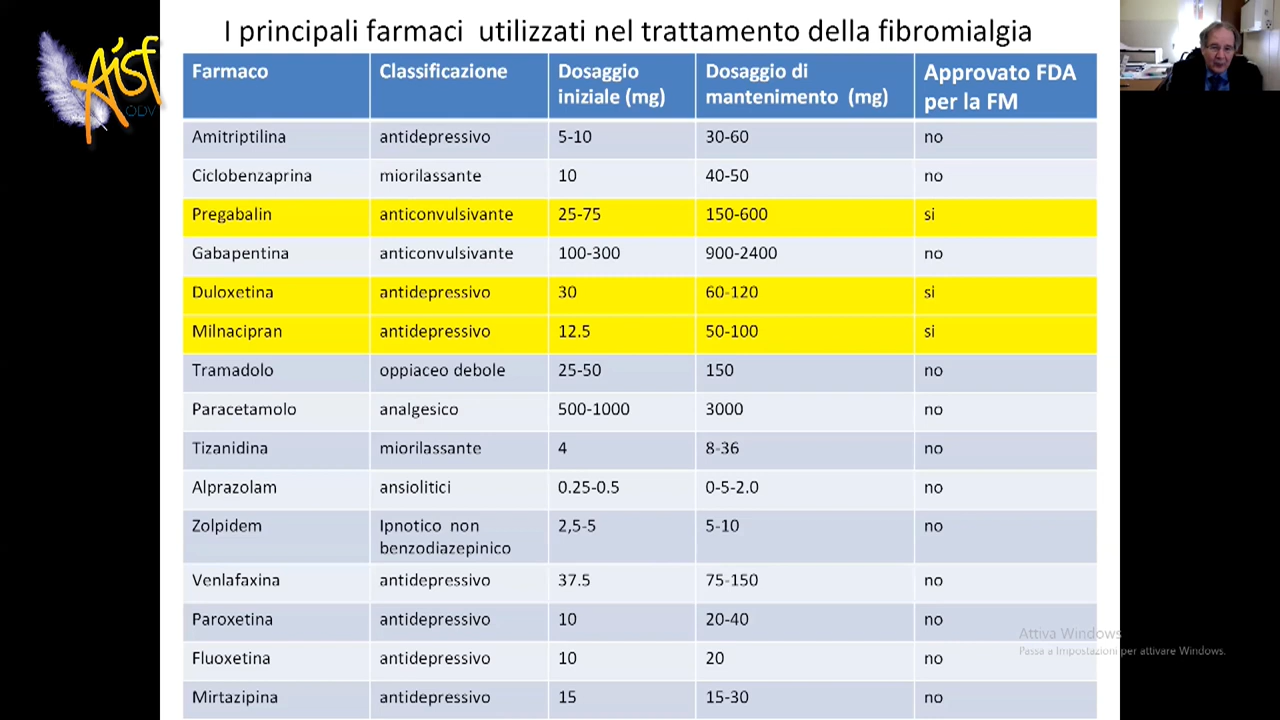 Aisf
ODV
I principali farmaci utilizzati nel trattamento della fibromialgia
Farmaco Classificazione Dosaggio iniziale (mg) Dosaggio di mantenimento (mg) Approvato FDA per la FM
Amitriptilina antidepressivo 5-10 30-60 no
Ciclobenzaprina miorilassante 10 40-50 no
Pregabalin anticonvulsivante 25-75 150-600 si
Gabapentina anticonvulsivante 100-300 900-2400 no
Duloxetina antidepressivo 30 60-120 si
Milnacipran antidepressivo 12.5 50-100 si
Tramadolo oppiaceo debole 25-50 150 no
Paracetamolo analgesico 500-1000 3000 no
Tizanidina miorilassante 4 8-36 no
Alprazolam ansiolitici 0.25-0.5 0-5-2.0 no
Zolpidem Ipnotico non benzodiazepinico 2,5-5 5-10 no
Venlafaxina antidepressivo 37.5 75-150 no
Paroxetina antidepressivo 10 20-40 no
Fluoxetina antidepressivo 10 20 no
Mirtazipina antidepressivo 15 15-30 no
Attiva Windows
Passa a Impostazioni per attivare Windows.